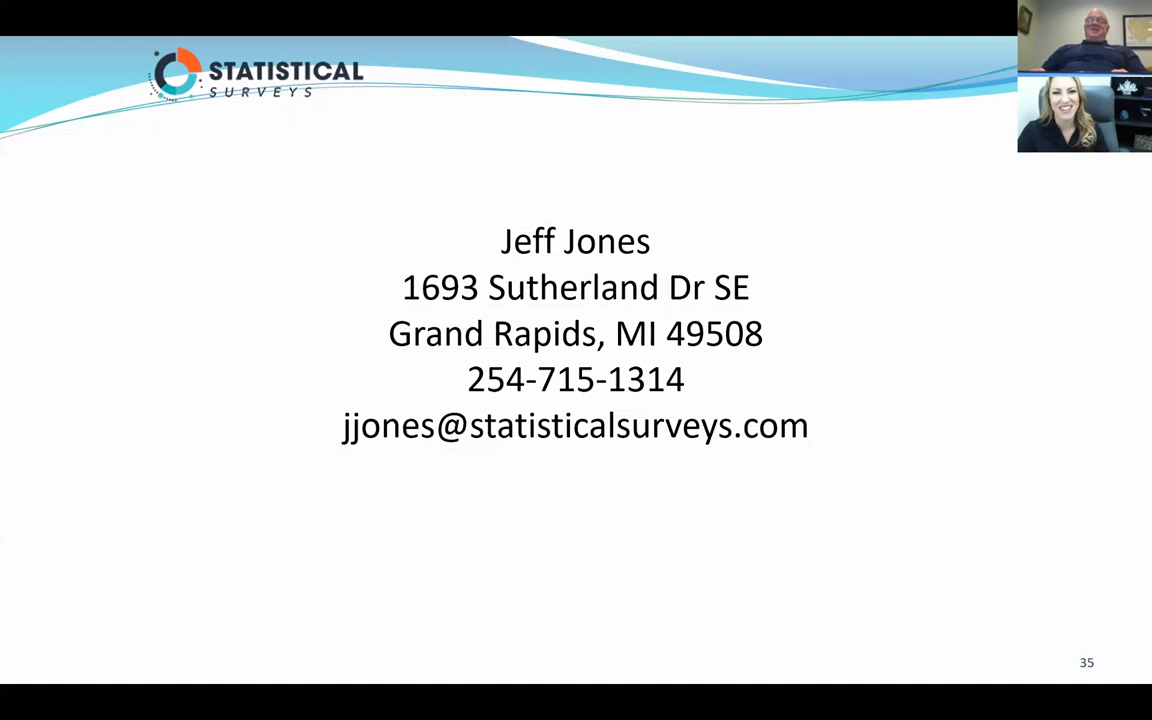 STATISTICAL
SURVEYS
Jeff Jones
1693 Sutherland Dr SE
Grand Rapids, MI 49508
254-715-1314
jjones@statisticalsurveys.com
35